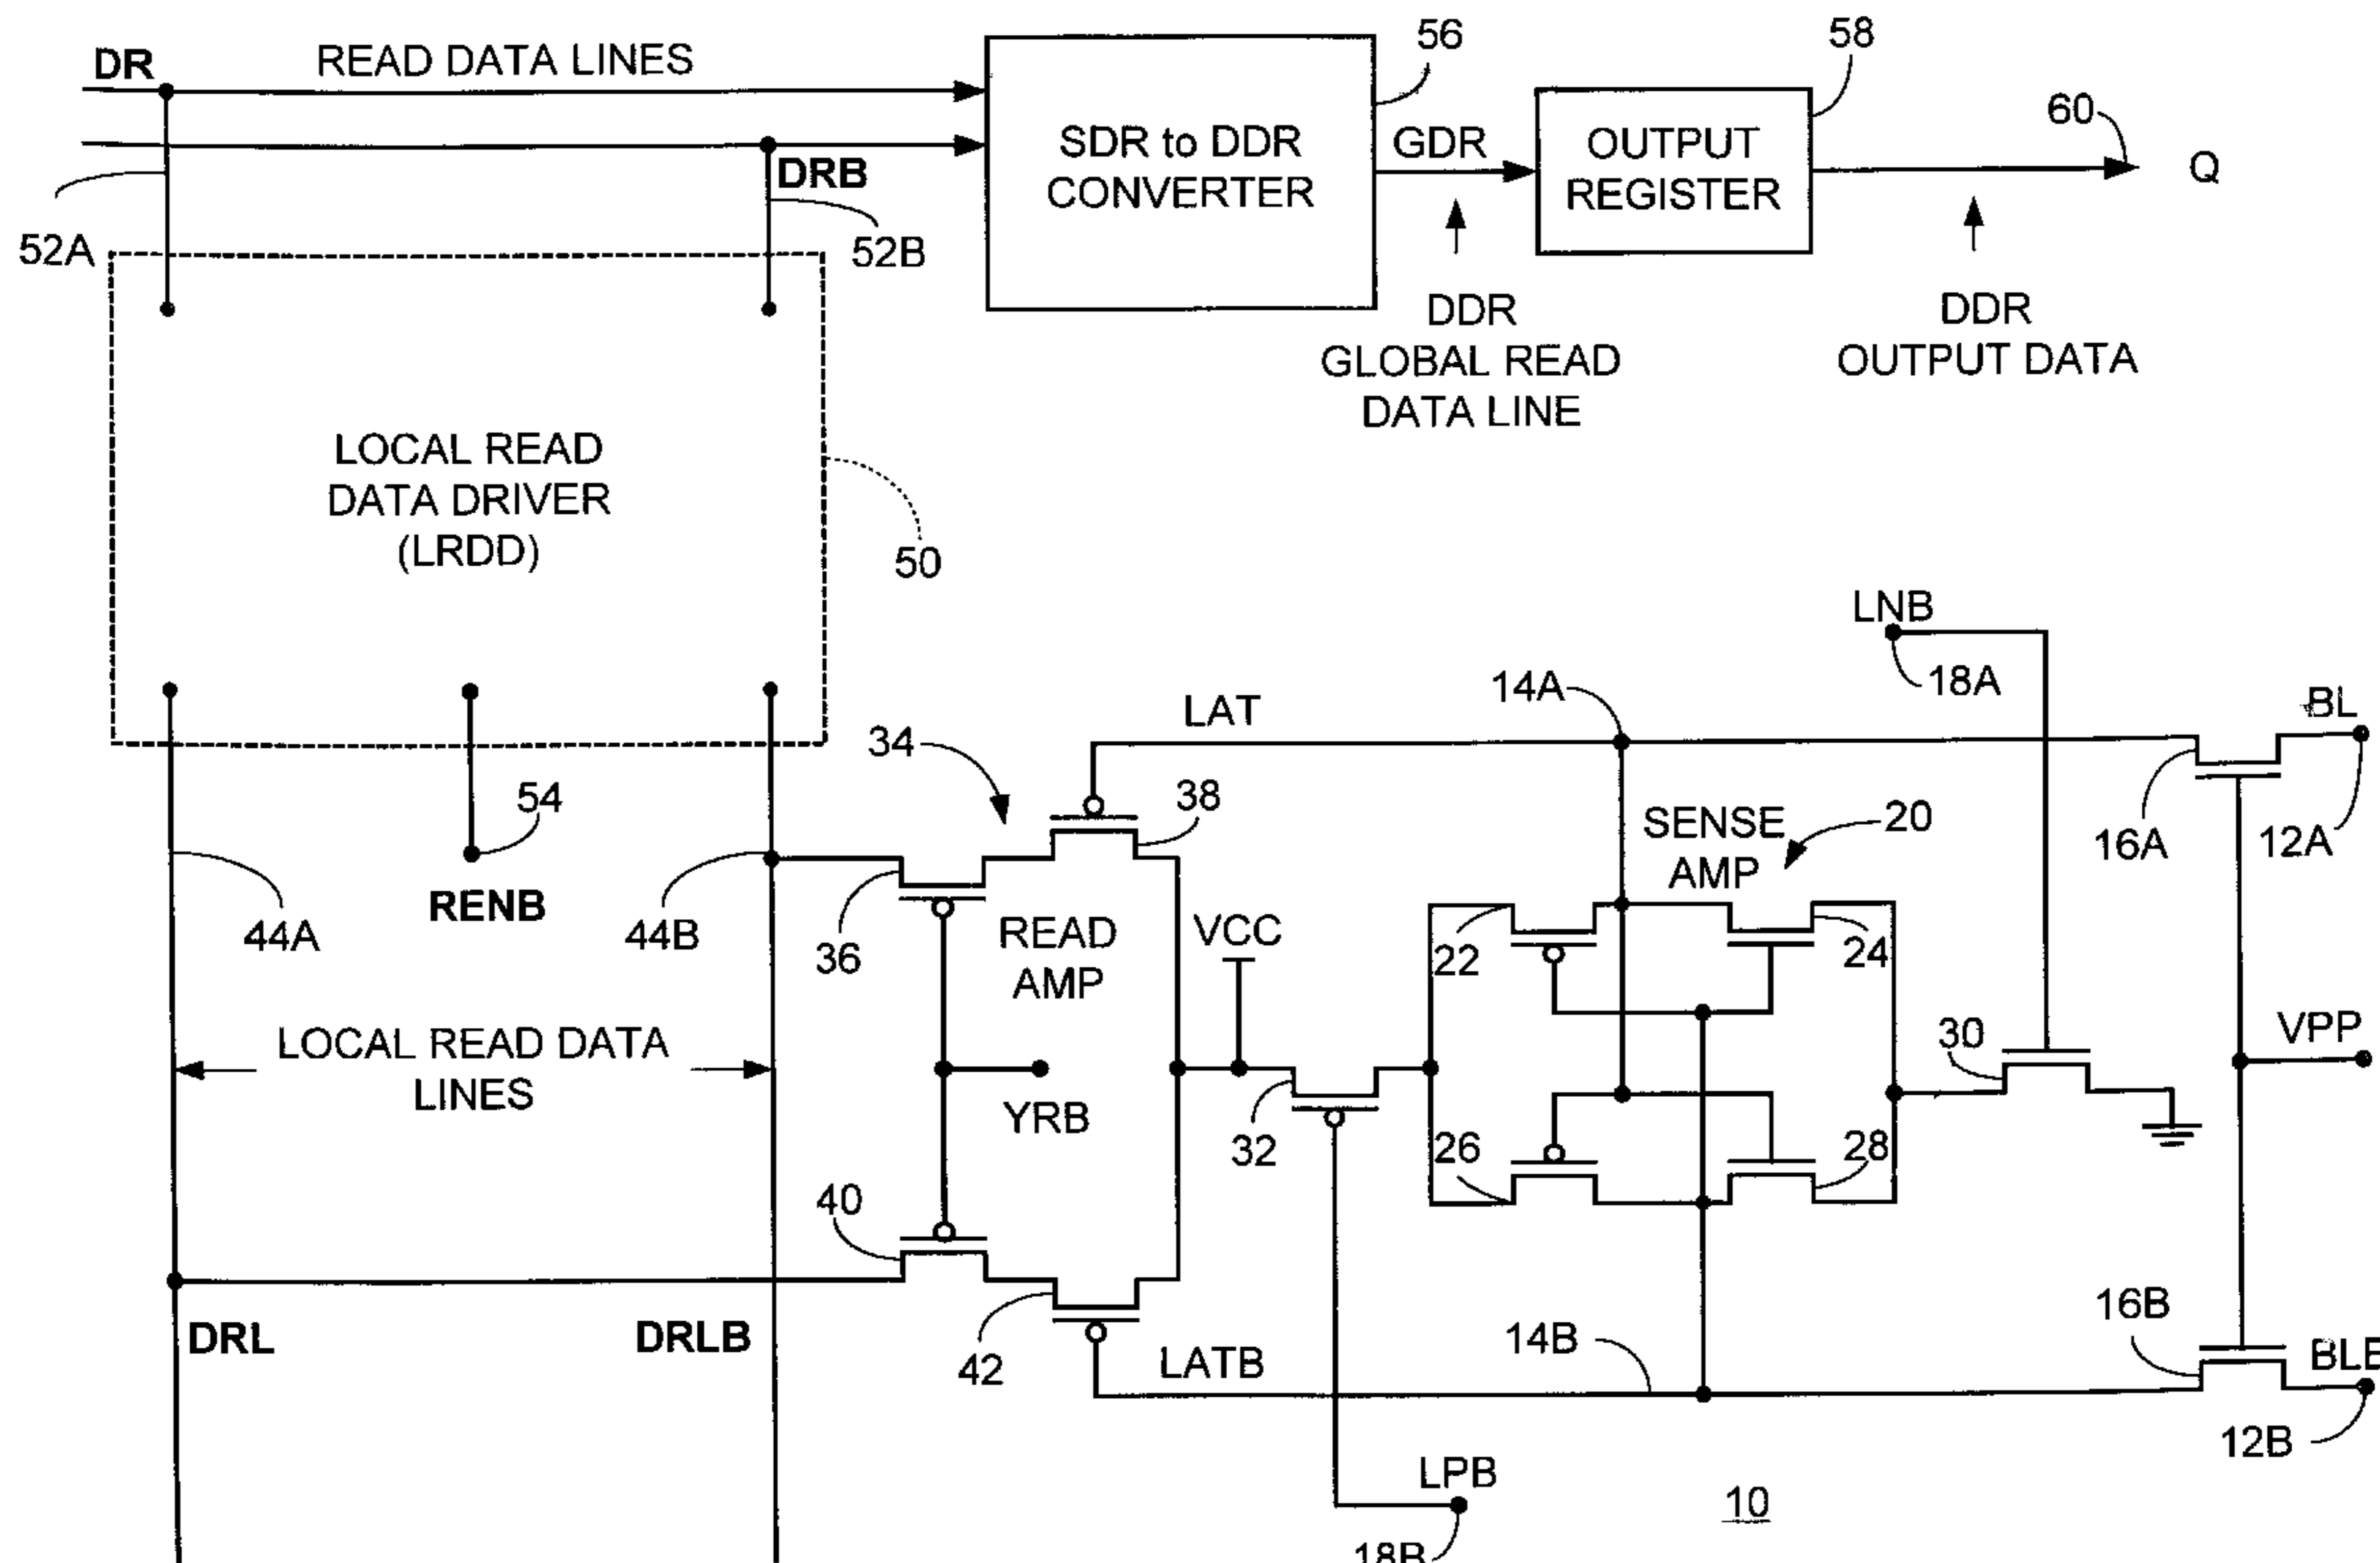 DR
READ DATA LINES
56
58
SDR to DDR
CONVERTER
GDR
OUTPUT
REGISTER
60
Q
DRB
52A
52B
DDR
GLOBAL READ
DATA LINE
DDR
OUTPUT DATA
LOCAL READ
DATA DRIVER
(LRDD)
50
LNB
18A
14A
LAT
BL
34
54
38
SENSE
AMP
20
16A
12A
RENB
44A
44B
36
READ
AMP
VCC
22
24
LOCAL READ DATA
LINES
YRB
30
VPP
32
26
28
40
DRL
DRLB
42
LATB
14B
16B
BLB
12B
LPB
18B
10